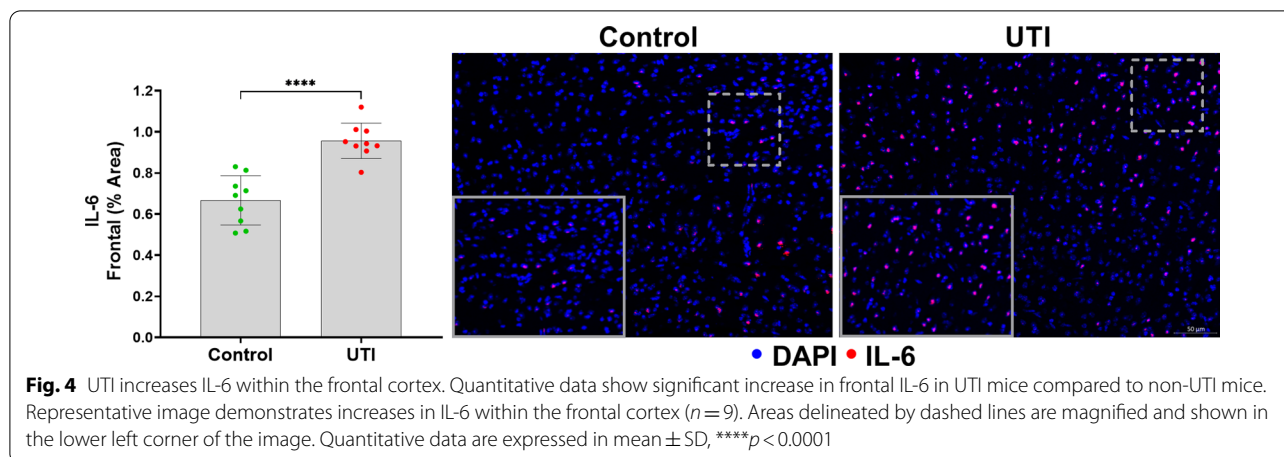 Control UTI
****
1.2
1.0
0.8
0.6
0.4
0.2
0.0
IL-6
Frontal (% Area)
Control UTI
50 µm
DAPI IL-6
Fig. 4 UTI increases IL-6 within the frontal cortex. Quantitative data show significant increase in frontal IL-6 in UTI mice compared to non-UTI mice.
Representative image demonstrates increases in IL-6 within the frontal cortex (n = 9). Areas delineated by dashed lines are magnified and shown in
the lower left corner of the image. Quantitative data are expressed in mean ± SD, ****p < 0.0001